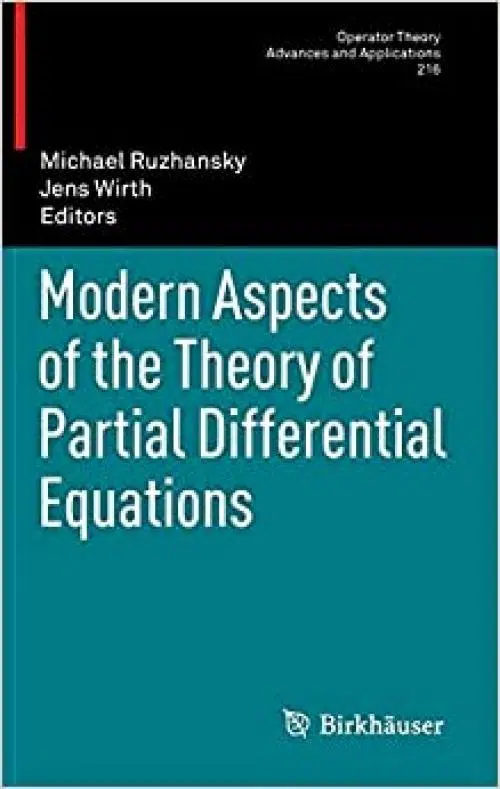 Operator Theory
Advances and Applications
216
Michael Ruzhansky
Jens Wirth
Editors
Modern Aspects
of the Theory of
Partial Differential
Equations
Birkhäuser